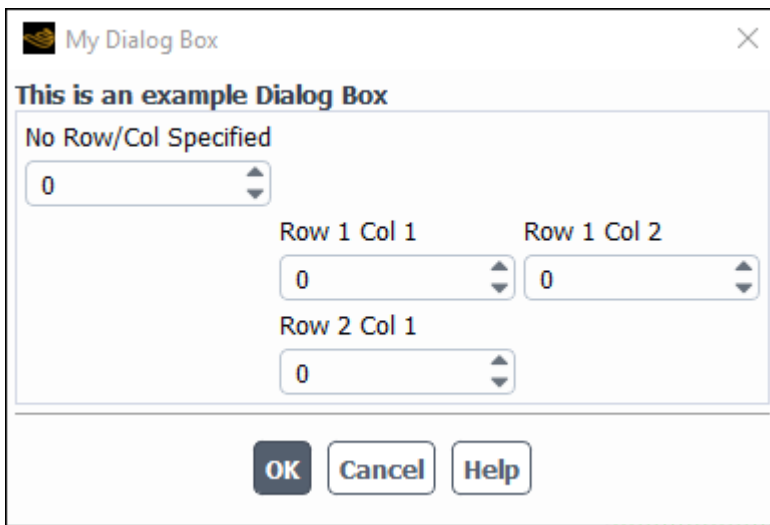 My Dialog Box
This is an example Dialog Box
No Row/Col Specified
0
Row 1 Col 1 Row 1 Col 2
0 0
Row 2 Col 1
0
OK Cancel Help